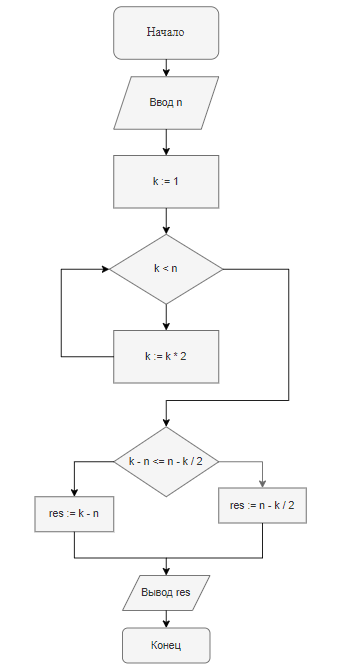 Начало
Ввод n
k := 1
k < n
k := k * 2
k - n <= n - k / 2
res := k - n
res := n - k / 2
Вывод res
Конец